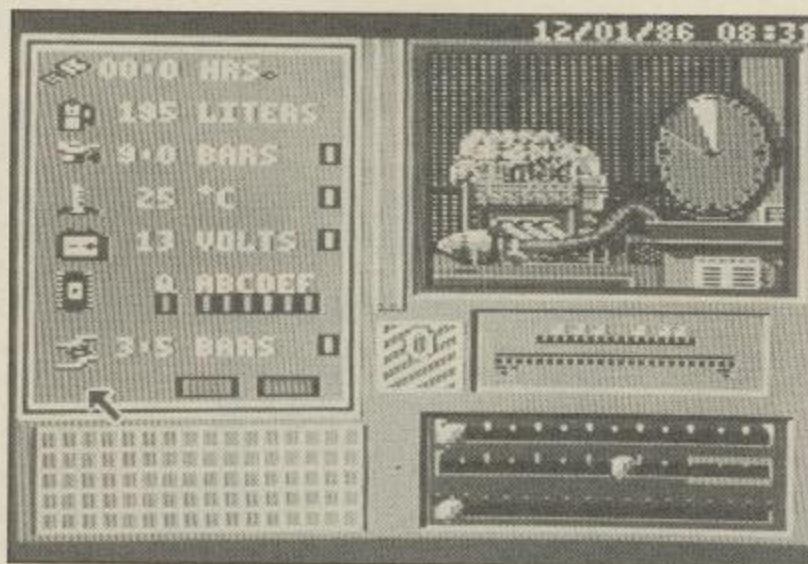 12/01/86 08:31
00:0 HRS.
195 LITERS
9:0 BARS
25 °C
13 VOLTS
A ABCDEF
3:5 BARS